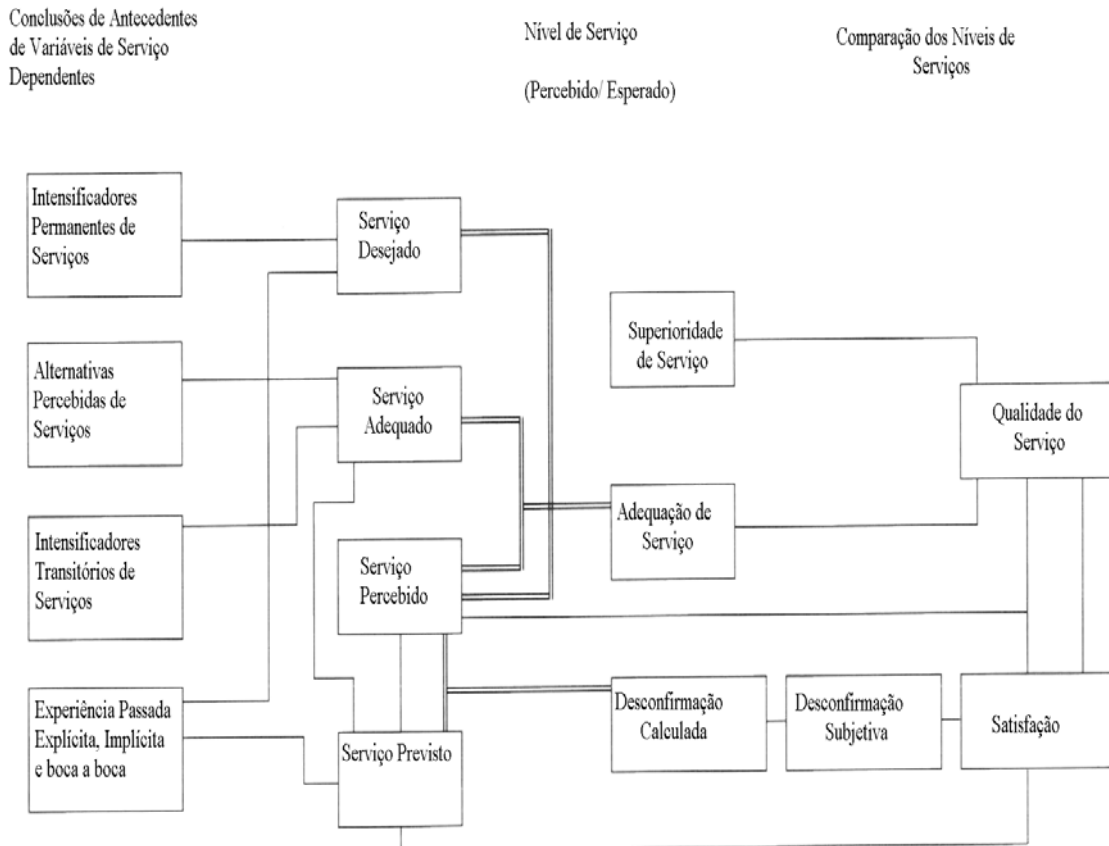 Conclusões de Antecedentes
de Variáveis de Serviço
Dependentes
Nível de Serviço
(Percebido/ Esperado)
Comparação dos Níveis de
Serviços
Intensificadores
Permanentes de
Serviços
Serviço
Desejado
Superioridade
de Serviço
Alternativas
Percebidas de
Serviços
Serviço
Adequado
Qualidade do
Serviço
Adequação de
Serviço
Intensificadores
Transitórios de
Serviços
Serviço
Percebido
Experiência Passada
Explícita, Implícita
e boca a boca
Serviço Previsto
Desconfirmação
Calculada
Desconfirmação
Subjetiva
Satisfação